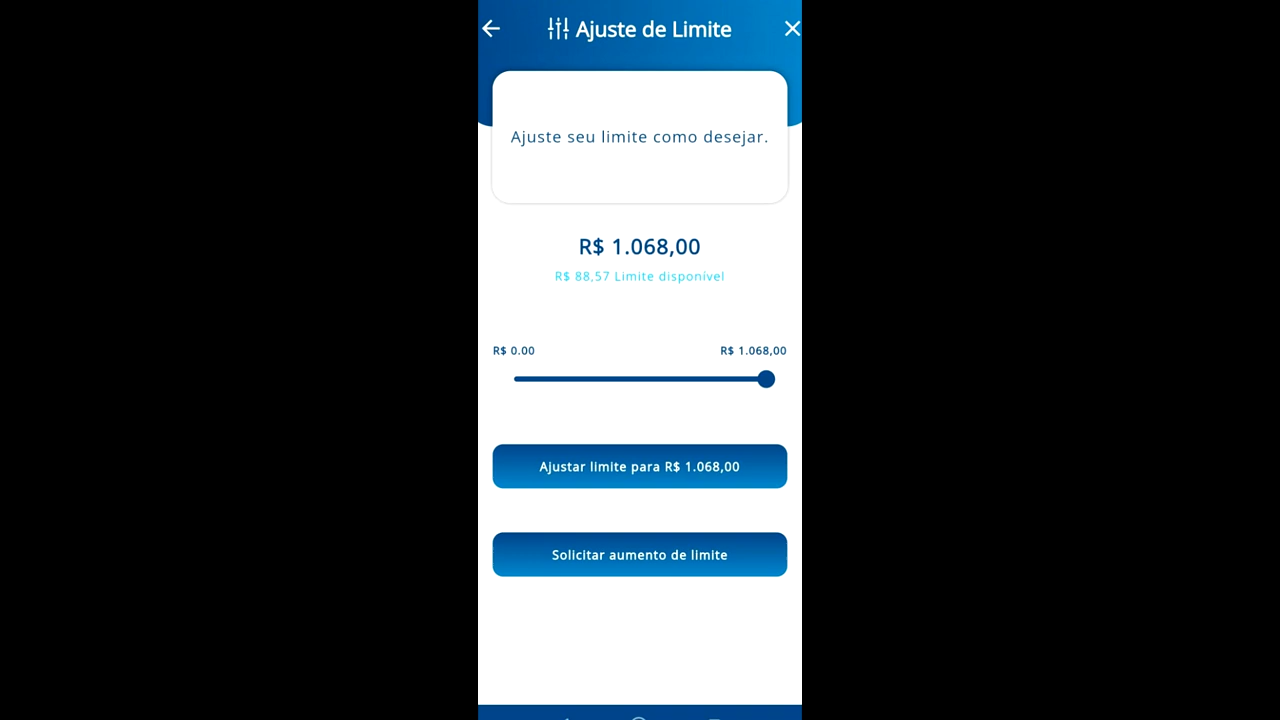 Ajuste de Limite
Ajuste seu limite como desejar.
R$ 1.068,00
R$ 88,57 Limite disponível
R$ 0.00
R$ 1.068,00
Ajustar limite para R$ 1.068,00
Solicitar aumento de limite